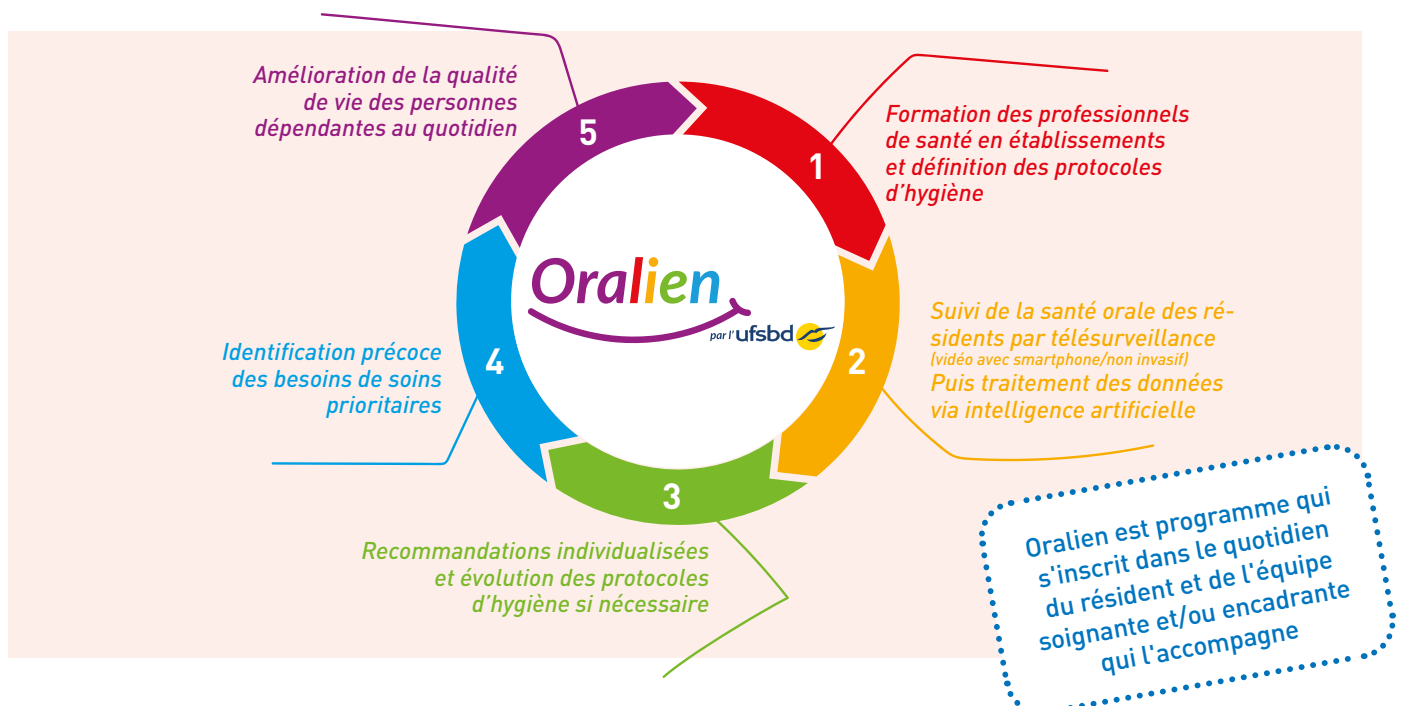 1
Formation des professionnels
de santé en établissements
et définition des protocoles
d'hygiène
2
Suivi de la santé orale des ré-
sidents par télésurveillance
(vidéo avec smartphone/non invasif)
Puis traitement des données
via intelligence artificielle
3
Recommandations individualisées
et évolution des protocoles
d'hygiène si nécessaire
4
Identification précoce
des besoins de soins
prioritaires
5
Amélioration de la qualité
de vie des personnes
dépendantes au quotidien
Oralien
par l'ufsbd
Oralien est programme qui
s'inscrit dans le quotidien
du résident et de l'équipe
soignante et/ou encadrante
qui l'accompagne